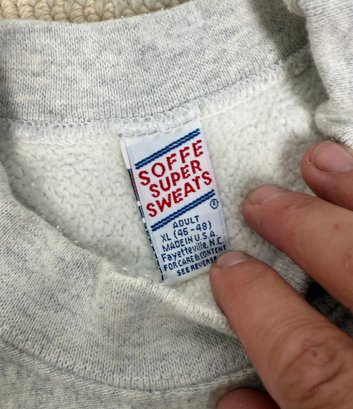 SOFFE
SUPER
SWEATS
®
ADULT
XL (46-48)
MADE IN U.S.A.
Fayetteville, N.C.
FOR CARE & CONTENT
SEE REVERSE